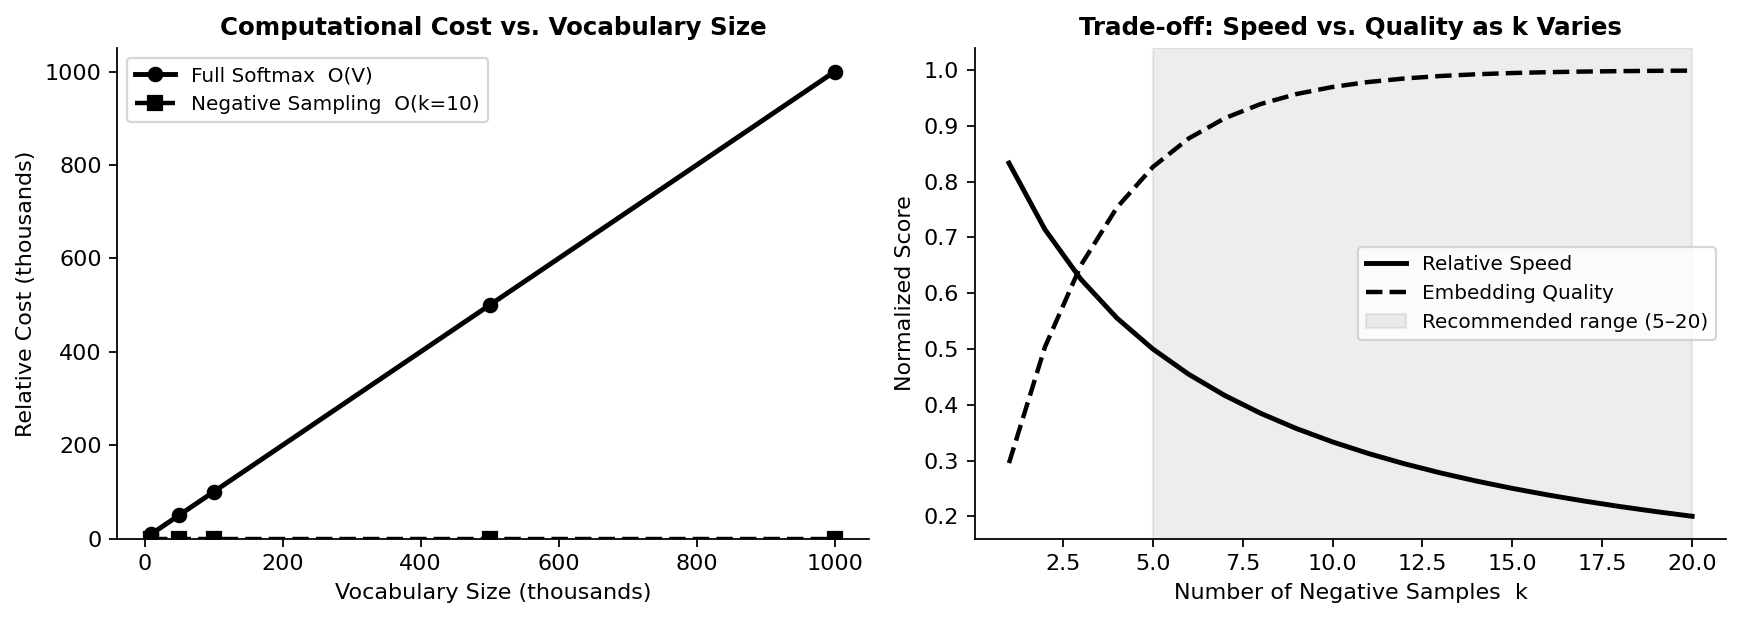 Computational Cost vs. Vocabulary Size
Full Softmax  O(V)
Negative Sampling  O(k=10)
Relative Cost (thousands)
1000
800
600
400
200
0
0 200 400 600 800 1000
Vocabulary Size (thousands)
Trade-off: Speed vs. Quality as k Varies
Normalized Score
1.0
0.9
0.8
0.7
0.6
0.5
0.4
0.3
0.2
Relative Speed
Embedding Quality
Recommended range (5–20)
2.5 5.0 7.5 10.0 12.5 15.0 17.5 20.0
Number of Negative Samples  k